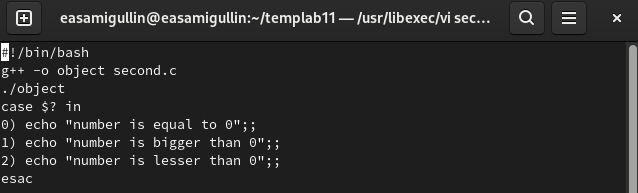 easamigullin@easamigullin:~/templab11 — /usr/libexec/vi sec...
#!/bin/bash
g++ -o object second.c
./object
case $? in
0) echo "number is equal to 0";;
1) echo "number is bigger than 0";;
2) echo "number is lesser than 0";;
esac